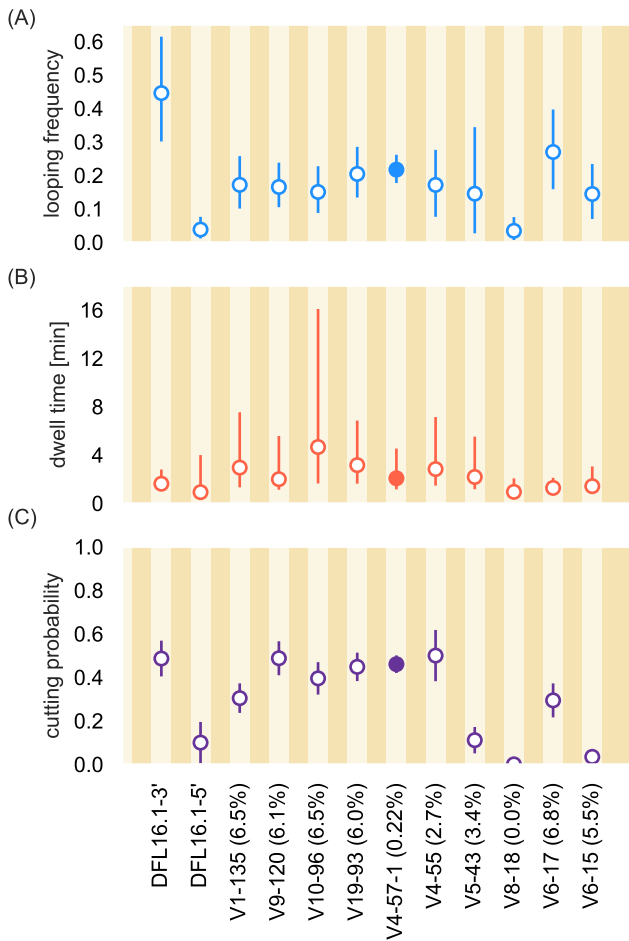 (A)
looping frequency
0.6
0.5
0.4
0.3
0.2
0.1
0.0
(B)
dwell time [min]
16
12
8
4
0
(C)
cutting probability
1.0
0.8
0.6
0.4
0.2
0.0
DFL16.1-3'
DFL16.1-5'
V1-135 (6.5%)
V9-120 (6.1%)
V10-96 (6.5%)
V19-93 (6.0%)
V4-57-1 (0.22%)
V4-55 (2.7%)
V5-43 (3.4%)
V8-18 (0.0%)
V6-17 (6.8%)
V6-15 (5.5%)